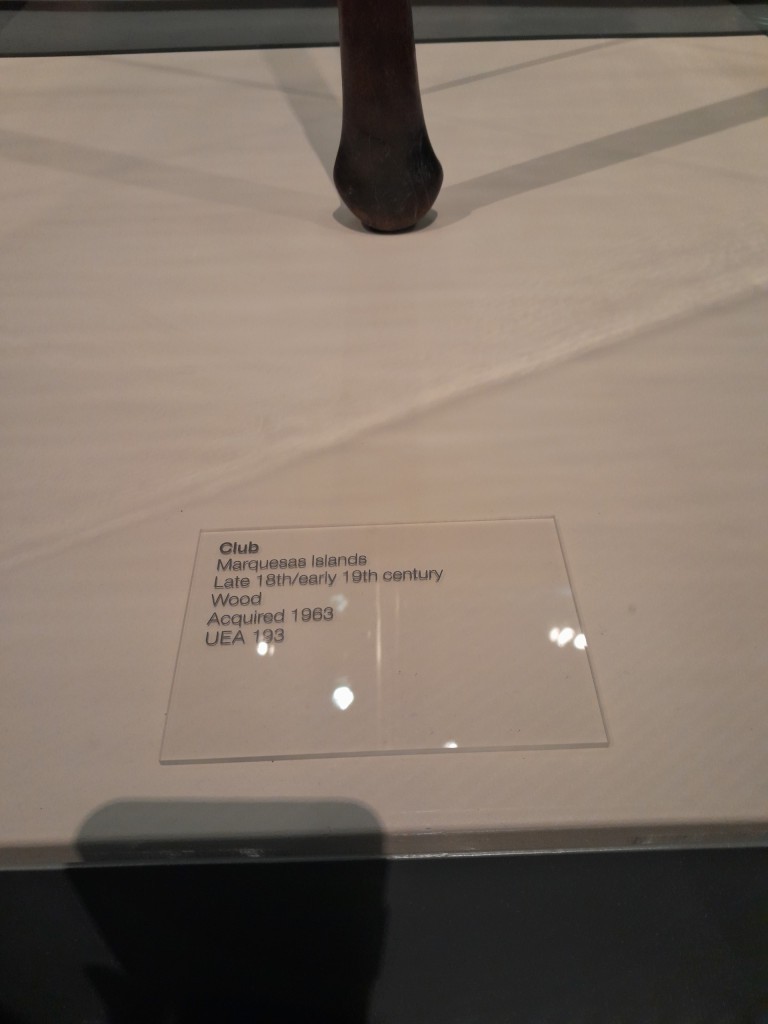 Club
Marquesas Islands
Late 18th/early 19th century
Wood
Acquired 1963
UEA 193